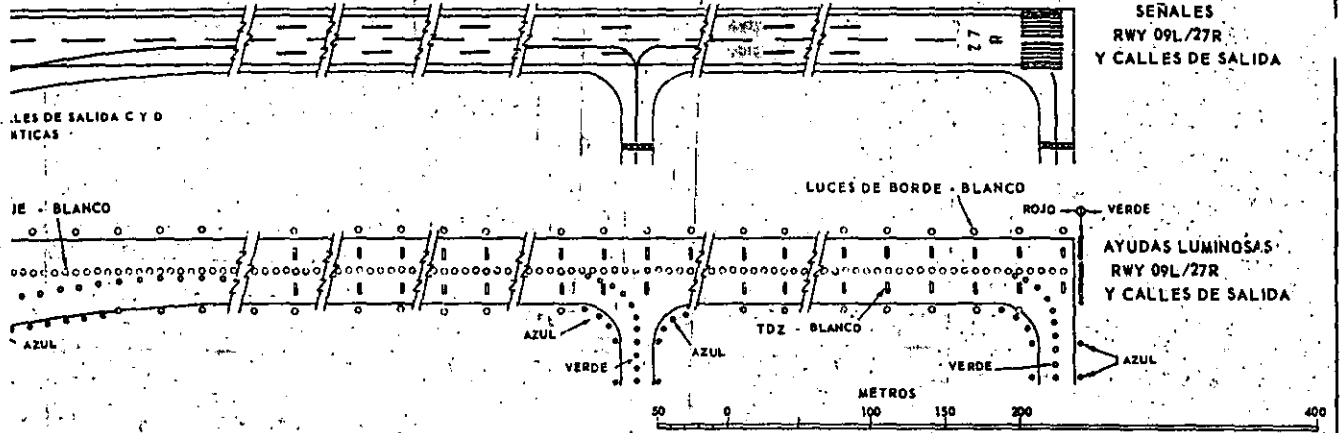 SEÑALES
RWY 09L/27R
Y CALLES DE SALIDA
27
R
LES DE SALIDA C Y D
NTICAS
JE - BLANCO
LUCES DE BORDE - BLANCO
ROJO
VERDE
AYUDAS LUMINOSAS
RWY 09L/27R
Y CALLES DE SALIDA
AZUL
AZUL
AZUL
TDZ - BLANCO
VERDE
VERDE
AZUL
METROS
50 0 100 200 400